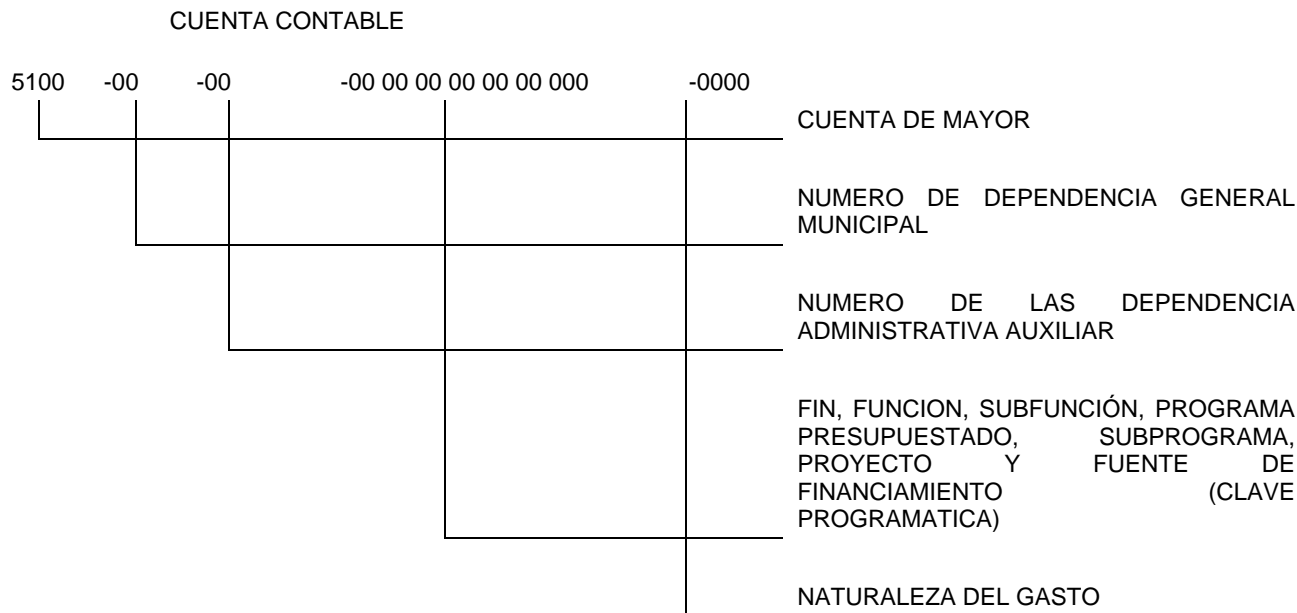 CUENTA CONTABLE
5100 -00 -00 -00 00 00 00 00 00 000 -0000
CUENTA DE MAYOR
NUMERO DE DEPENDENCIA GENERAL
MUNICIPAL
NUMERO DE LAS DEPENDENCIA
ADMINISTRATIVA AUXILIAR
FIN, FUNCION, SUBFUNCIÓN, PROGRAMA
PRESUPUESTADO, SUBPROGRAMA,
PROYECTO Y FUENTE DE
FINANCIAMIENTO (CLAVE
PROGRAMATICA)
NATURALEZA DEL GASTO